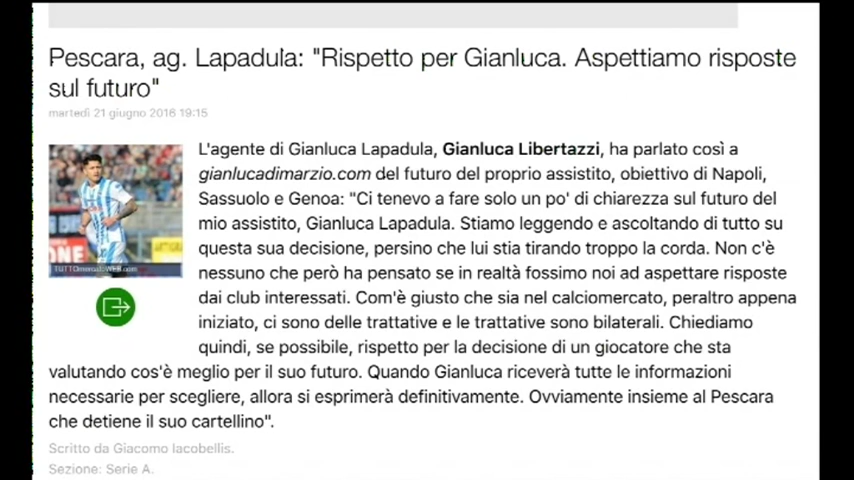 Pescara, ag. Lapadula: "Rispetto per Gianluca. Aspettiamo risposte
sul futuro"
martedì 21 giugno 2016 19:15
L'agente di Gianluca Lapadula, Gianluca Libertazzi, ha parlato così a
gianlucadimarzio.com del futuro del proprio assistito, obiettivo di Napoli,
Sassuolo e Genoa: "Ci tenevo a fare solo un po' di chiarezza sul futuro del
mio assistito, Gianluca Lapadula. Stiamo leggendo e ascoltando di tutto su
questa sua decisione, persino che lui stia tirando troppo la corda. Non c'è
nessuno che però ha pensato se in realtà fossimo noi ad aspettare risposte
dai club interessati. Com'è giusto che sia nel calciomercato, peraltro appena
iniziato, ci sono delle trattative e le trattative sono bilaterali. Chiediamo
quindi, se possibile, rispetto per la decisione di un giocatore che sta
valutando cos'è meglio per il suo futuro. Quando Gianluca riceverà tutte le informazioni
necessarie per scegliere, allora si esprimerà definitivamente. Ovviamente insieme al Pescara
che detiene il suo cartellino".
TUTTOmercatoWEB.com
Scritto da Giacomo Iacobellis.
Sezione: Serie A.